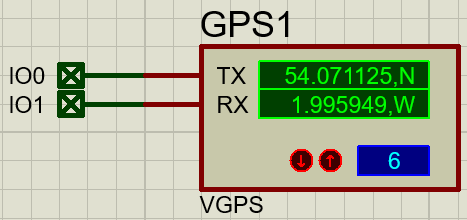 GPS1
IO0 TX 54.071125,N
IO1 RX 1.995949,W
6
VGPS